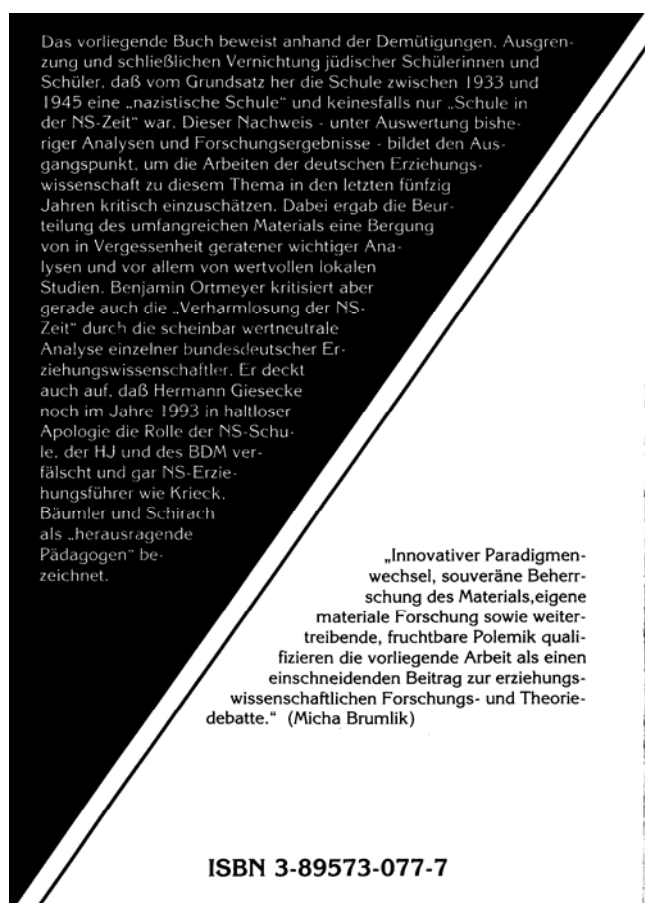 Das vorliegende Buch beweist anhand der Demütigungen, Ausgren-
zung und schließlichen Vernichtung jüdischer Schülerinnen und
Schüler, daß vom Grundsatz her die Schule zwischen 1933 und
1945 eine „nazistische Schule“ und keinesfalls nur „Schule in
der NS-Zeit“ war. Dieser Nachweis - unter Auswertung bishe-
riger Analysen und Forschungsergebnisse - bildet den Aus-
gangspunkt, um die Arbeiten der deutschen Erziehungs-
wissenschaft zu diesem Thema in den letzten fünfzig
Jahren kritisch einzuschätzen. Dabei ergab die Beur-
teilung des umfangreichen Materials eine Bergung
von in Vergessenheit geratener wichtiger Ana-
lysen und vor allem von wertvollen lokalen
Studien. Benjamin Ortmeyer kritisiert aber
gerade auch die „Verharmlosung der NS-
Zeit“ durch die scheinbar wertneutrale
Analyse einzelner bundesdeutscher Er-
ziehungswissenschaftler. Er deckt
auch auf, daß Hermann Giesecke
noch im Jahre 1993 in haltloser
Apologie die Rolle der NS-Schu-
le, der HJ und des BDM ver-
fälscht und gar NS-Erzie-
hungsführer wie Krieck,
Bäumler und Schirach
als „herausragende
Pädagogen“ be-
zeichnet.
„Innovativer Paradigmen-
wechsel, souveräne Beherr-
schung des Materials,eigene
materiale Forschung sowie weiter-
treibende, fruchtbare Polemik quali-
fizieren die vorliegende Arbeit als einen
einschneidenden Beitrag zur erziehungs-
wissenschaftlichen Forschungs- und Theorie-
debatte.“ (Micha Brumlik)
ISBN 3-89573-077-7